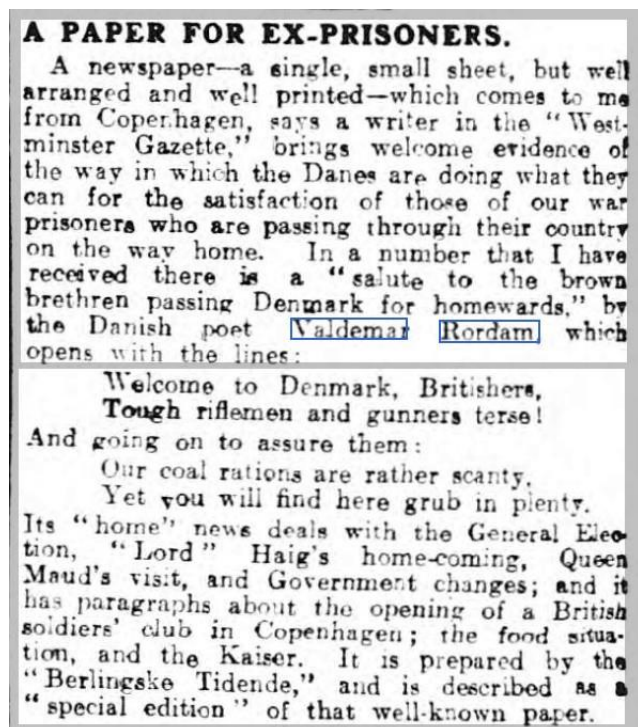 A PAPER FOR EX-PRISONERS.
A newspaper—a single, small sheet, but well
arranged and well printed—which comes to me
from Copenhagen, says a writer in the "West-
minster Gazette," brings welcome evidence of
the way in which the Danes are doing what they
can for the satisfaction of those of our war
prisoners who are passing through their country
on the way home. In a number that I have
received there is a "salute to the brown
brethren passing Denmark for homewards," by
the Danish poet Valdemar Rordam, which
opens with the lines:
Welcome to Denmark, Britishers,
Tough riflemen and gunners terse!
And going on to assure them:
Our coal rations are rather scanty,
Yet you will find here grub in plenty.
Its "home" news deals with the General Elec-
tion, "Lord" Haig's home-coming, Queen
Maud's visit, and Government changes; and it
has paragraphs about the opening of a British
soldiers' club in Copenhagen; the food situa-
tion, and the Kaiser. It is prepared by the
"Berlingske Tidende," and is described as a
"special edition" of that well-known paper.